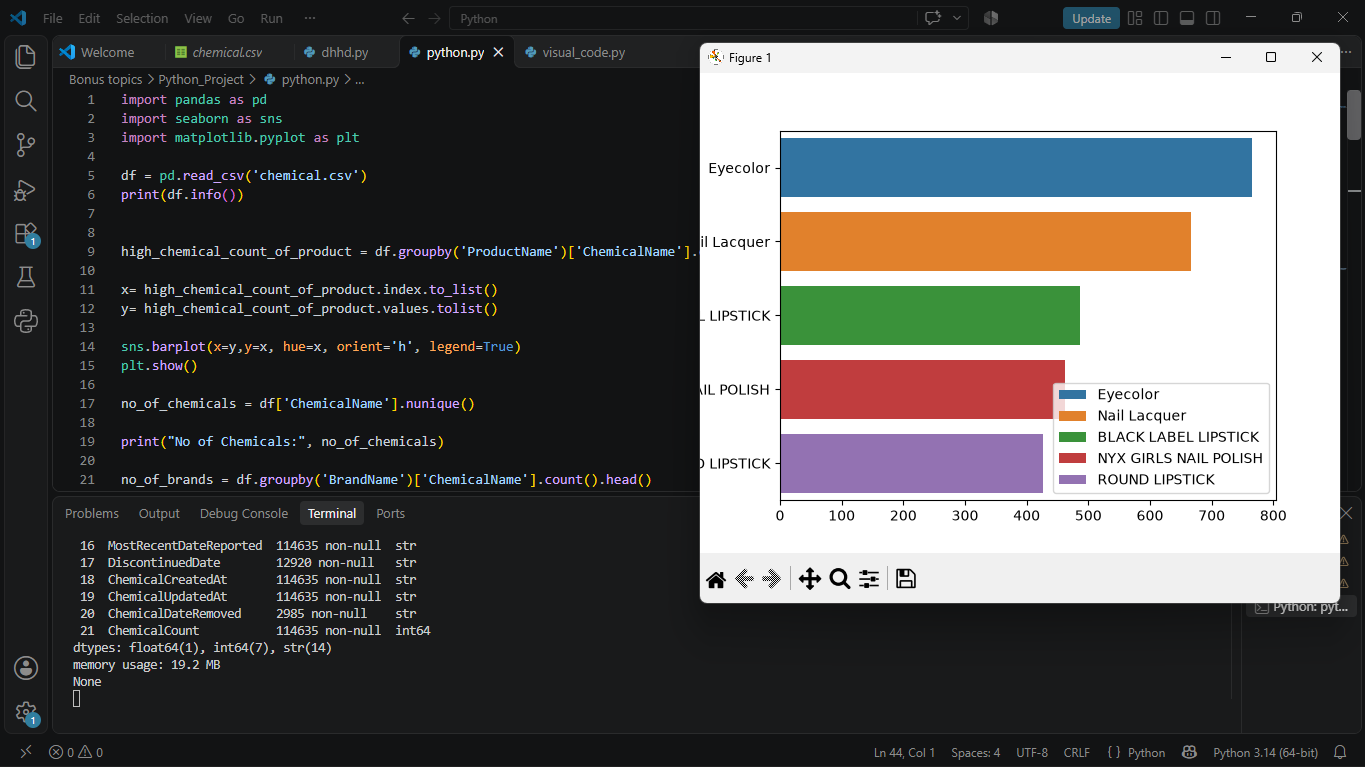 File Edit Selection View Go Run ··· Python Update
Welcome chemical.csv dhhd.py python.py visual_code.py
Bonus topics > Python_Project > python.py > ...
1 import pandas as pd
2 import seaborn as sns
3 import matplotlib.pyplot as plt
4
5 df = pd.read_csv('chemical.csv')
6 print(df.info())
7
8
9 high_chemical_count_of_product = df.groupby('ProductName')['ChemicalName'].
10
11 x= high_chemical_count_of_product.index.to_list()
12 y= high_chemical_count_of_product.values.tolist()
13
14 sns.barplot(x=y,y=x, hue=x, orient='h', legend=True)
15 plt.show()
16
17 no_of_chemicals = df['ChemicalName'].nunique()
18
19 print("No of Chemicals:", no_of_chemicals)
20
21 no_of_brands = df.groupby('BrandName')['ChemicalName'].count().head()
Figure 1
Eyecolor
il Lacquer
L LIPSTICK
AIL POLISH
D LIPSTICK
Eyecolor
Nail Lacquer
BLACK LABEL LIPSTICK
NYX GIRLS NAIL POLISH
ROUND LIPSTICK
0 100 200 300 400 500 600 700 800
Problems Output Debug Console Terminal Ports
16 MostRecentDateReported 114635 non-null str
17 DiscontinuedDate 12920 non-null str
18 ChemicalCreatedAt 114635 non-null str
19 ChemicalUpdatedAt 114635 non-null str
20 ChemicalDateRemoved 2985 non-null str
21 ChemicalCount 114635 non-null int64
dtypes: float64(1), int64(7), str(14)
memory usage: 19.2 MB
None
Python: pyt...
1
1
0 0 Ln 44, Col 1 Spaces: 4 UTF-8 CRLF {} Python Python 3.14 (64-bit)